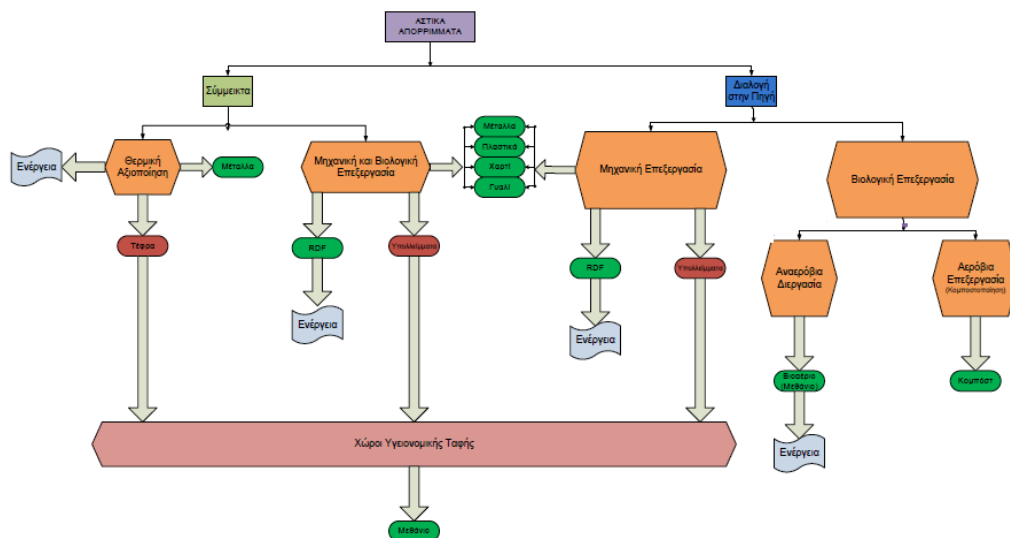 ΑΣΤΙΚΑ
ΑΠΟΡΡΙΜΜΑΤΑ
Σύμμεικτα
Διαλογή
στην Πηγή
Ενέργεια
Θερμική
Αξιοποίηση
Μέταλλα
Μηχανική και Βιολογική
Επεξεργασία
Μέταλλα
Πλαστικά
Χαρτί
Γυαλί
Μηχανική Επεξεργασία
Βιολογική Επεξεργασία
Τέφρα
RDF
Υπολλείμματα
RDF
Υπολλείμματα
Αναερόβια
Διεργασία
Αερόβια
Επεξεργασία
(Κομποστοποίηση)
Ενέργεια
Ενέργεια
Βιοαέριο
(Μεθάνιο)
Κομπόστ
Χώροι Υγειονομικής Ταφής
Ενέργεια
Μεθάνιο